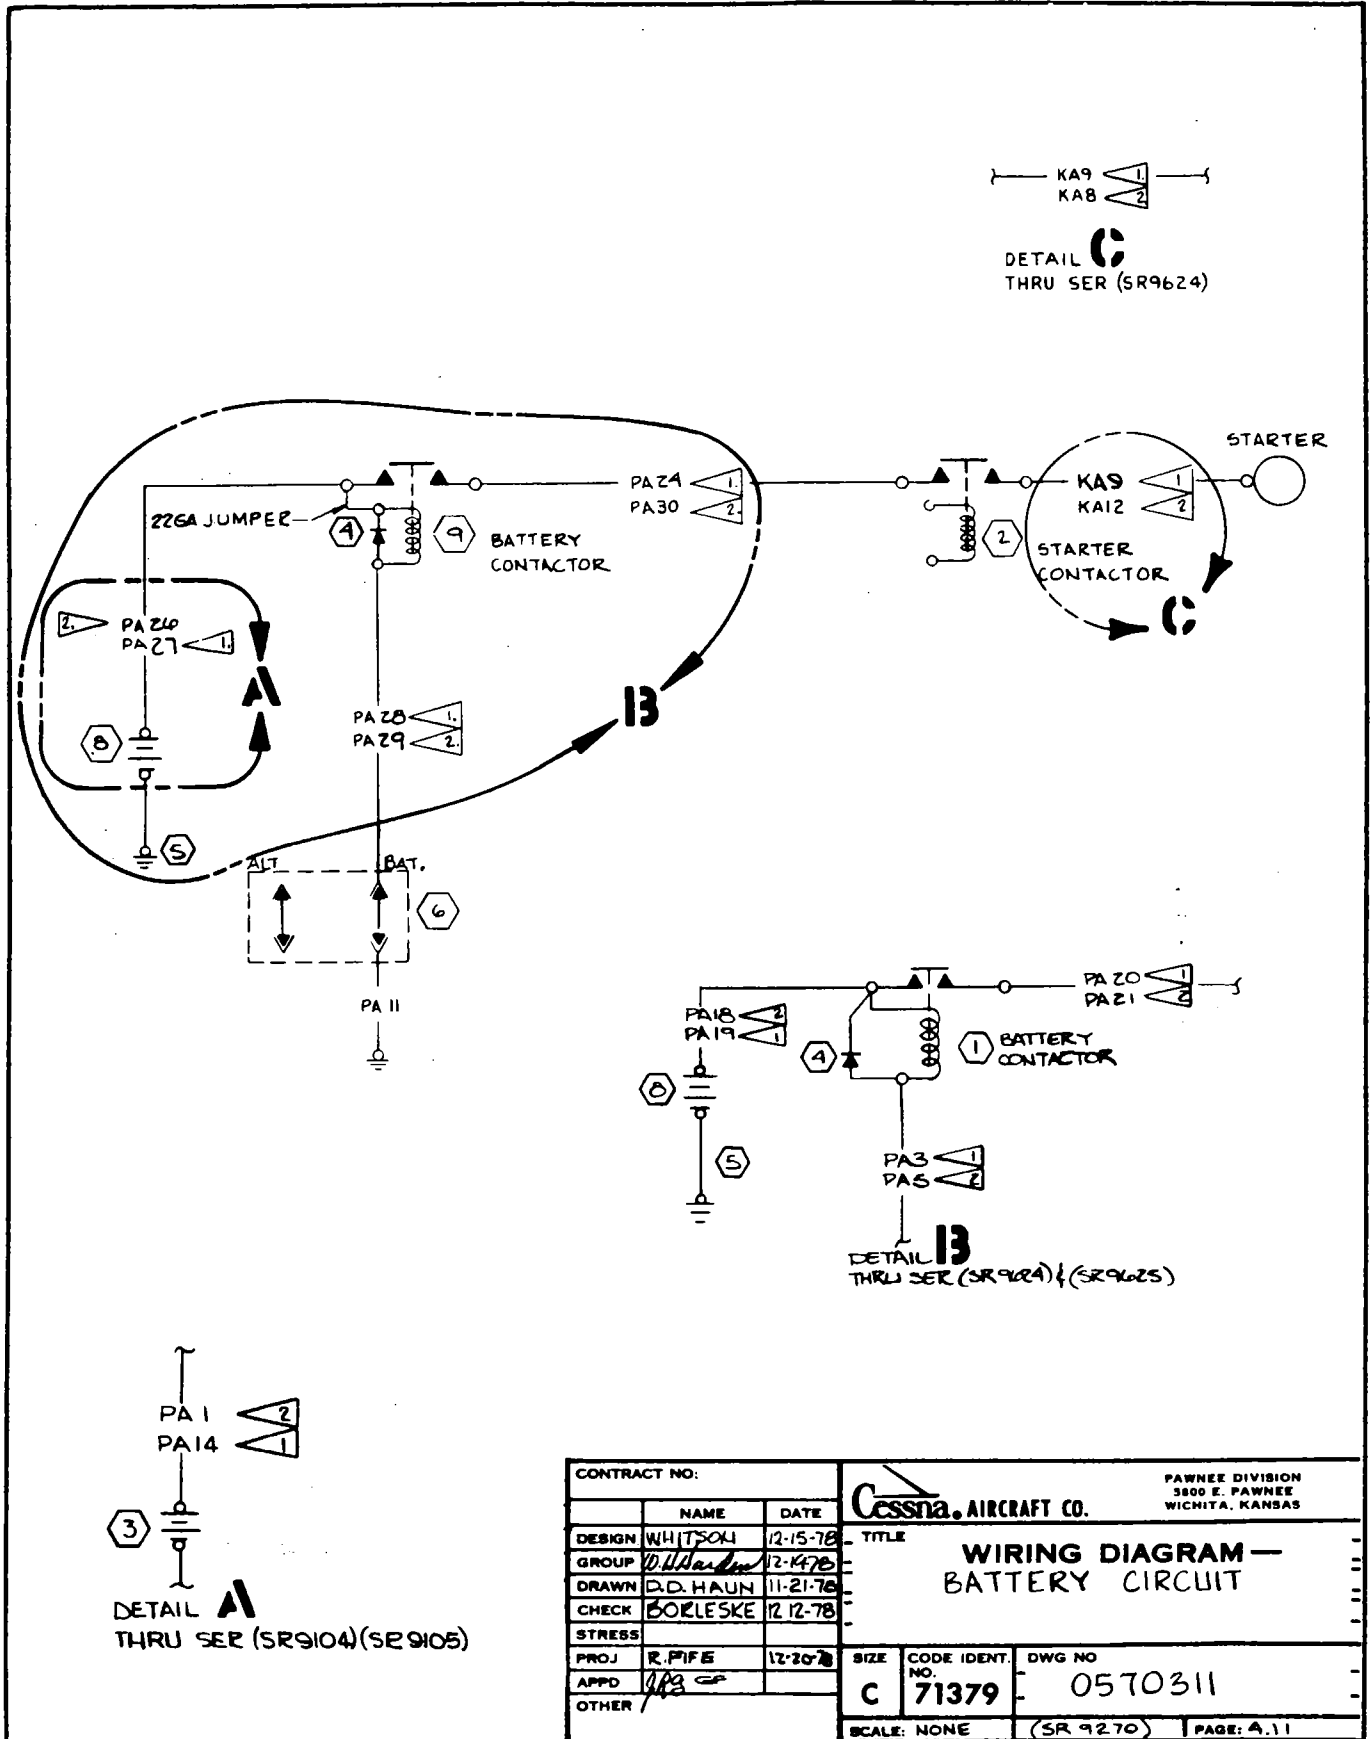 KA9 1.
KA8 2
DETAIL C
THRU SER (SR9624)
STARTER
PA24 1.
PA30 2.
KA9 1
KA12 2
226A JUMPER
4
9
BATTERY
CONTACTOR
2
STARTER
CONTACTOR
C
2. PA26
PA27 1.
A
B
8
PA28 1.
PA29 2.
5
ALT
BAT.
6
PA11
PA20 1
PA21 2
PA18 2
PA19 1
4
1 BATTERY
CONTACTOR
8
5
PA3 1
PA5 2
DETAIL B
THRU SER (SR9624) & (SR9625)
PA1 2
PA14 1
3
DETAIL A
THRU SER (SR9104)(SR9105)
CONTRACT NO:
NAME DATE
DESIGN WHITSON 12-15-78
GROUP
DRAWN D.D. HAUN 11-21-78
CHECK BORLESKE 12 12-78
STRESS
PROJ R. FIFE 12-20-78
APPD
OTHER
Cessna. AIRCRAFT CO.
PAWNEE DIVISION
5800 E. PAWNEE
WICHITA, KANSAS
TITLE
WIRING DIAGRAM—
BATTERY CIRCUIT
SIZE
C
CODE IDENT. NO.
71379
DWG NO
0570311
SCALE: NONE (SR 9270) PAGE: A.11